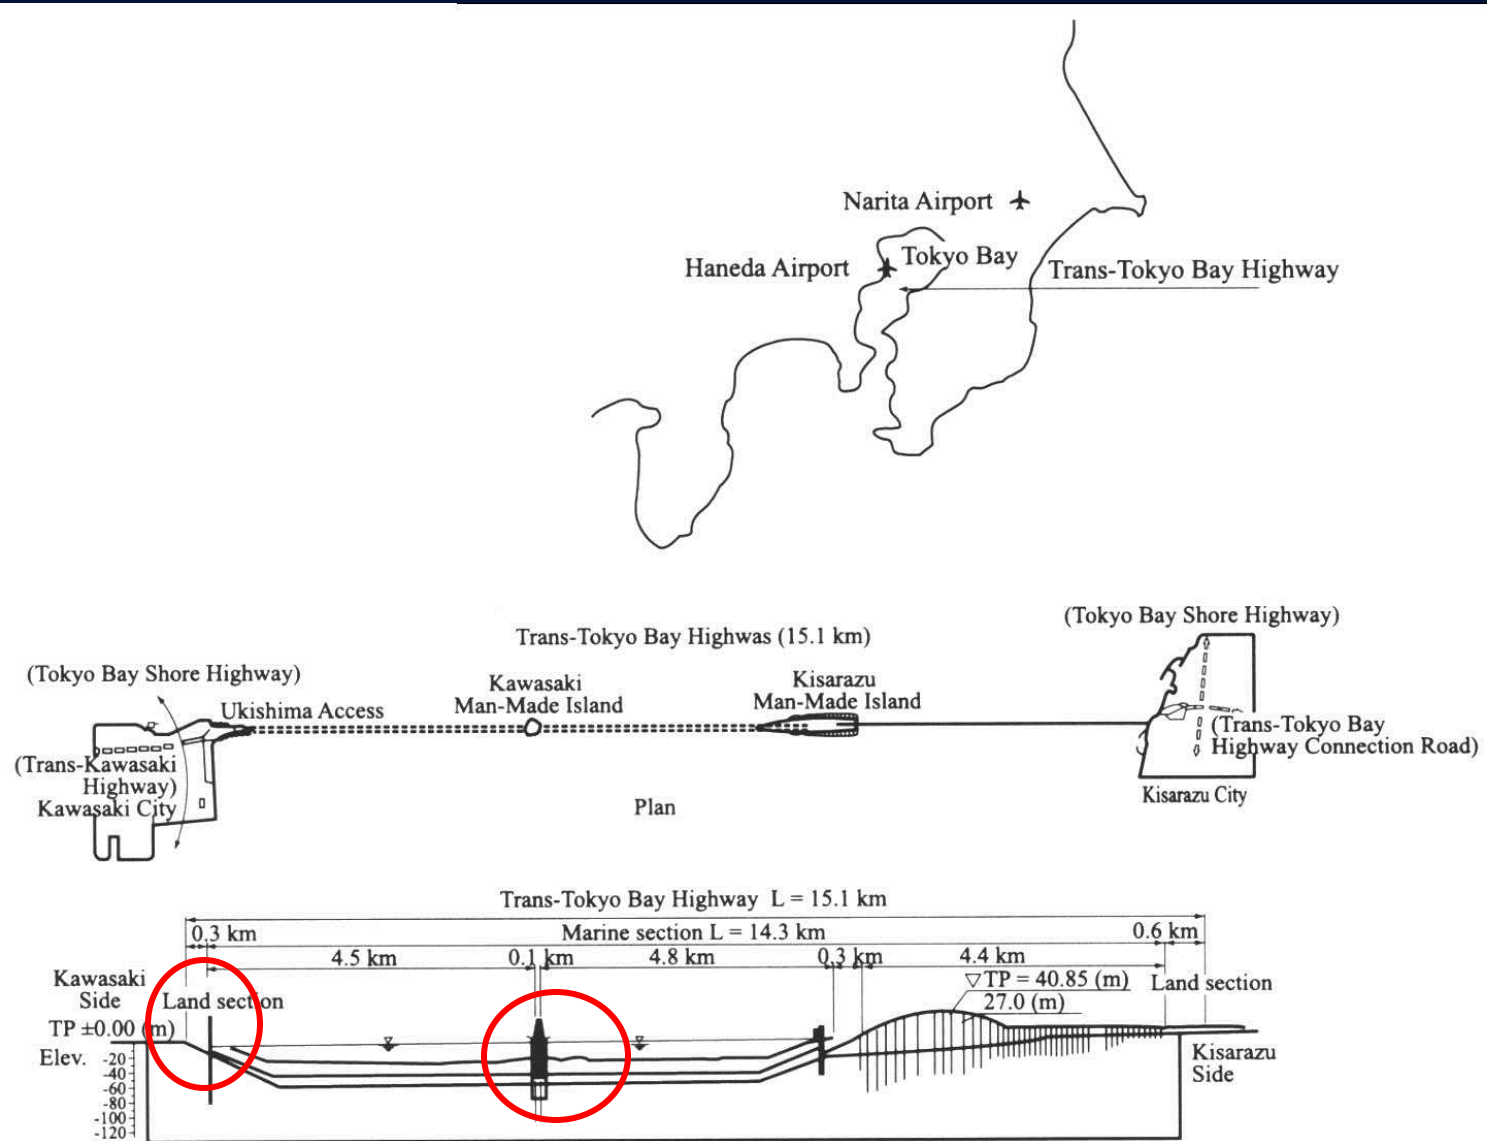 Narita Airport
Haneda Airport
Tokyo Bay
Trans-Tokyo Bay Highway
Trans-Tokyo Bay Highwas (15.1 km)
(Tokyo Bay Shore Highway)
(Tokyo Bay Shore Highway)
Ukishima Access
Kawasaki
Man-Made Island
Kisarazu
Man-Made Island
(Trans-Kawasaki
Highway)
Kawasaki City
(Trans-Tokyo Bay
Highway Connection Road)
Kisarazu City
Plan
Trans-Tokyo Bay Highway L = 15.1 km
0.3 km
Marine section L = 14.3 km
0.6 km
4.5 km
0.1 km
4.8 km
0.3 km
4.4 km
Kawasaki
Side
Land section
TP = 40.85 (m)
27.0 (m)
Land section
TP ±0.00 (m)
Elev.
-20
-40
-60
-80
-100
-120
Kisarazu
Side